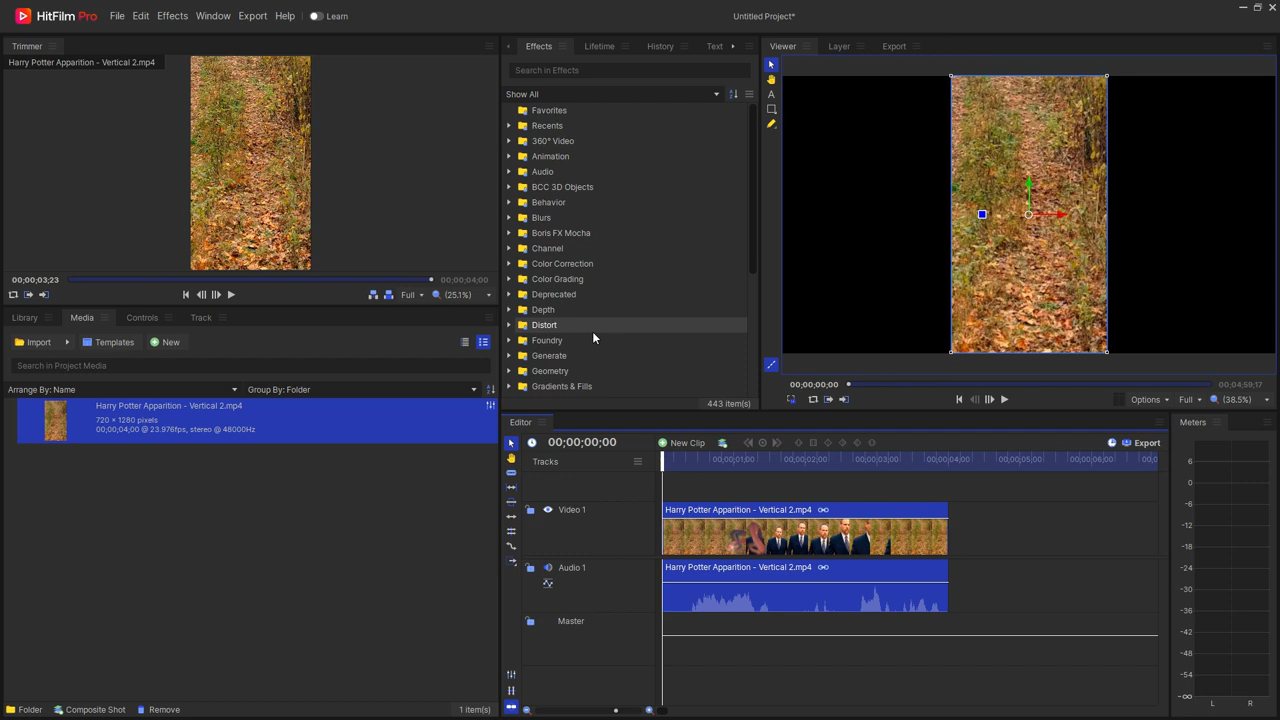 HitFilm Pro File Edit Effects Window Export Help Learn Untitled Project*
Trimmer
Harry Potter Apparition - Vertical 2.mp4
00;00;03;23 00;00;04;00
Full (25.1%)
Library Media Controls Track
Import Templates New
Search in Project Media
Arrange By: Name Group By: Folder
Harry Potter Apparition - Vertical 2.mp4
720 × 1280 pixels
00;00;04;00 @ 23.976fps, stereo @ 48000Hz
Folder Composite Shot Remove 1 item(s)
Effects Lifetime History Text
Search in Effects
Show All
Favorites
Recents
360° Video
Animation
Audio
BCC 3D Objects
Behavior
Blurs
Boris FX Mocha
Channel
Color Correction
Color Grading
Deprecated
Depth
Distort
Foundry
Generate
Geometry
Gradients & Fills
443 item(s)
Viewer Layer Export
A
00;00;00;00 00;04;59;17
Options Full (38.5%)
Editor
00;00;00;00 New Clip Export
Tracks 00;00;01;00 00;00;02;00 00;00;03;00 00;00;04;00 00;00;05;00 00;00;06;00 00;0
Video 1 Harry Potter Apparition - Vertical 2.mp4
Audio 1 Harry Potter Apparition - Vertical 2.mp4
Master
Meters
6
0
-6
-12
-18
-24
-30
-36
-42
-48
-54
-∞
L R